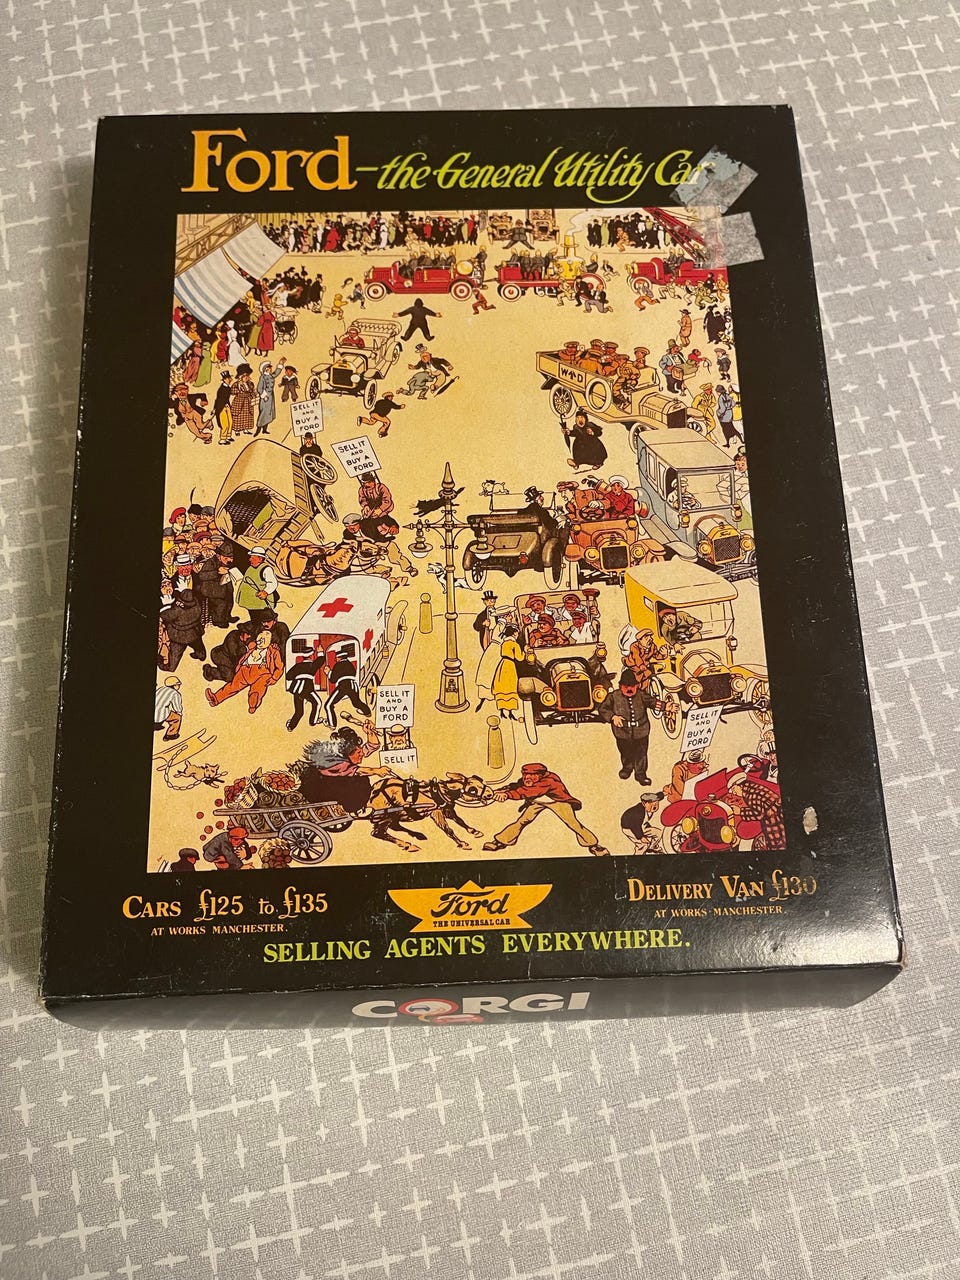 Ford—the General Utility Car
W4D
SELL IT
AND
BUY A
FORD
SELL IT
AND
BUY A
FORD
SELL IT
AND
BUY A
FORD
SELL IT
SELL IT
AND
BUY A
FORD
CARS £125 to £135
AT WORKS MANCHESTER.
Ford
THE UNIVERSAL CAR
DELIVERY VAN £130
AT WORKS MANCHESTER.
SELLING AGENTS EVERYWHERE.
CORGI